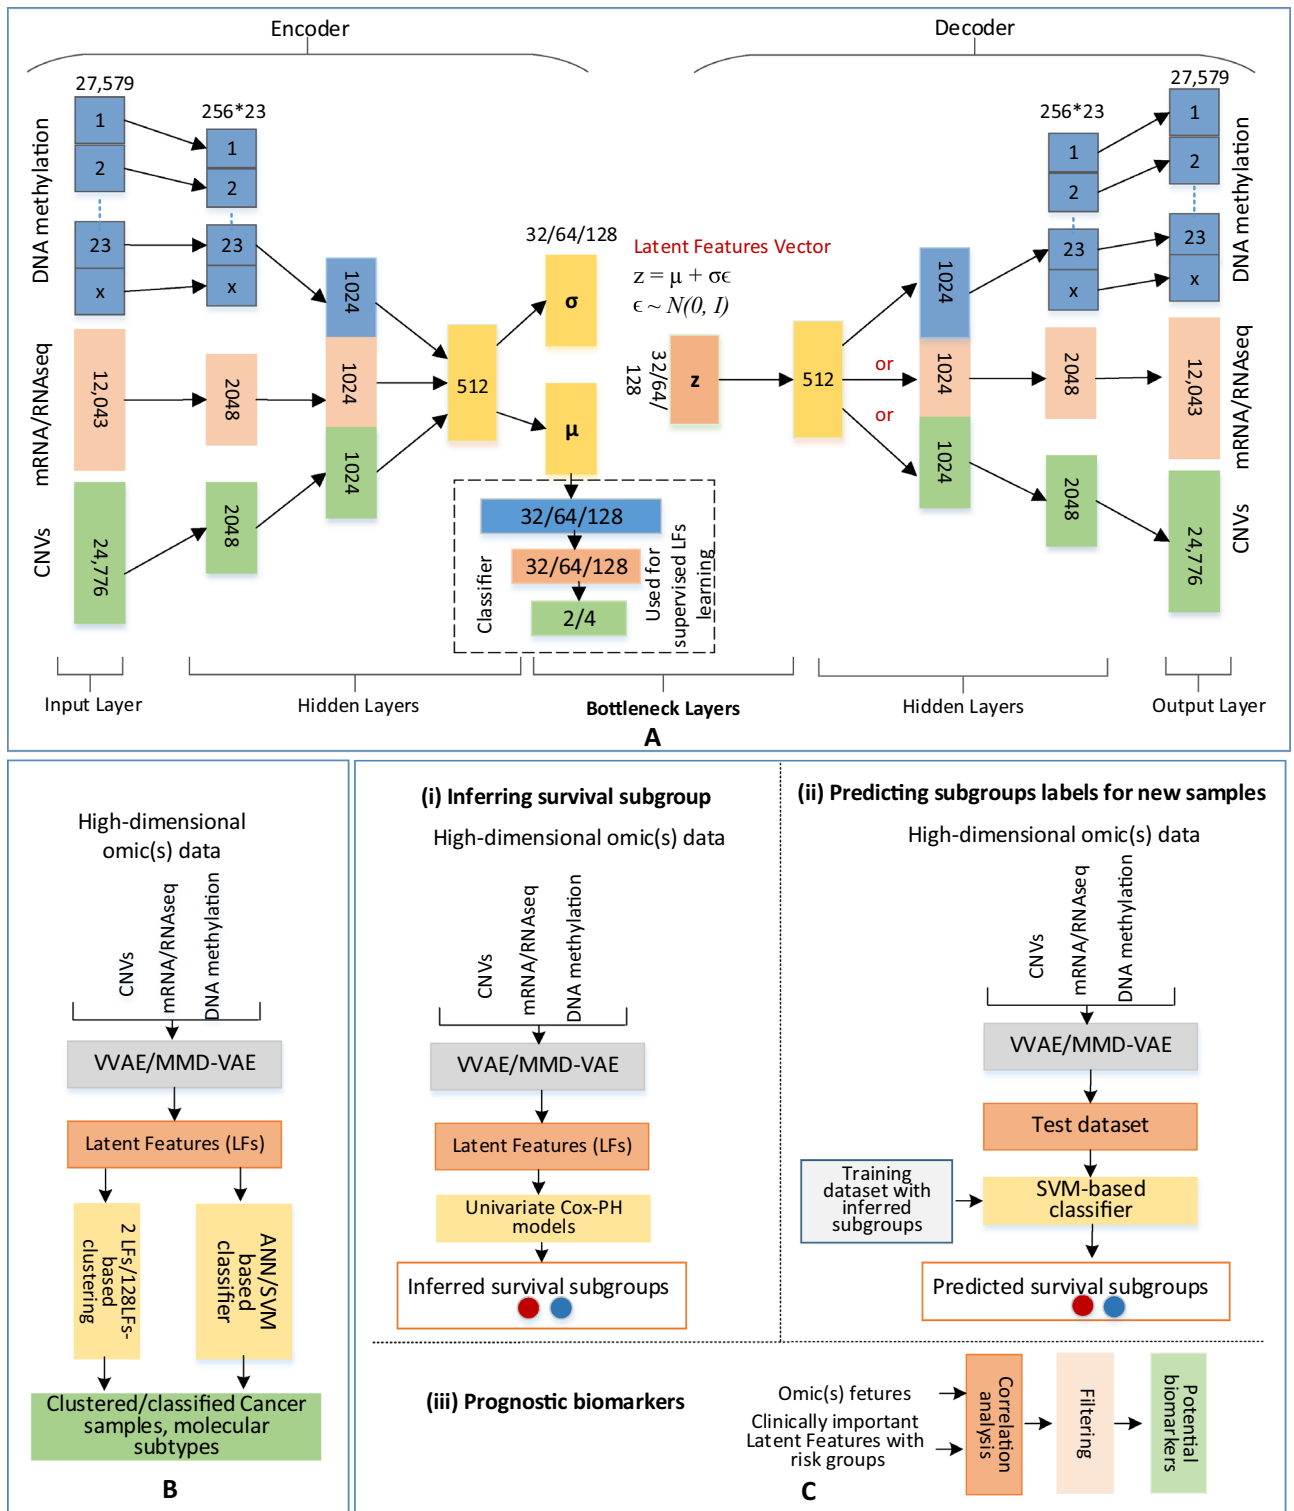 Encoder
Decoder
27,579
1
2
23
x
256*23
1
2
23
x
DNA methylation
mRNA/RNAseq
CNVs
12,043
24,776
2048
2048
1024
1024
1024
512
32/64/128
σ
μ
Latent Features Vector
z = μ + σϵ
ϵ ~ N(0, I)
32/64/
128
z
512
or
or
1024
1024
1024
256*23
1
2
23
x
2048
2048
27,579
1
2
23
x
12,043
24,776
DNA methylation
mRNA/RNAseq
CNVs
Classifier
32/64/128
32/64/128
2/4
Used for
supervised LFs
learning
Input Layer
Hidden Layers
Bottleneck Layers
Hidden Layers
Output Layer
A
High-dimensional
omic(s) data
CNVs
mRNA/RNAseq
DNA methylation
VVAE/MMD-VAE
Latent Features (LFs)
2 LFs/128LFs-
based
clustering
ANN/SVM
based
classifier
Clustered/classified Cancer
samples, molecular
subtypes
B
(i) Inferring survival subgroup
High-dimensional omic(s) data
CNVs
mRNA/RNAseq
DNA methylation
VVAE/MMD-VAE
Latent Features (LFs)
Univariate Cox-PH
models
Inferred survival subgroups
(ii) Predicting subgroups labels for new samples
High-dimensional omic(s) data
CNVs
mRNA/RNAseq
DNA methylation
VVAE/MMD-VAE
Test dataset
Training
dataset with
inferred
subgroups
SVM-based
classifier
Predicted survival subgroups
(iii) Prognostic biomarkers
Omic(s) fetures
Clinically important
Latent Features with
risk groups
Correlation
analysis
Filtering
Potential
biomarkers
C